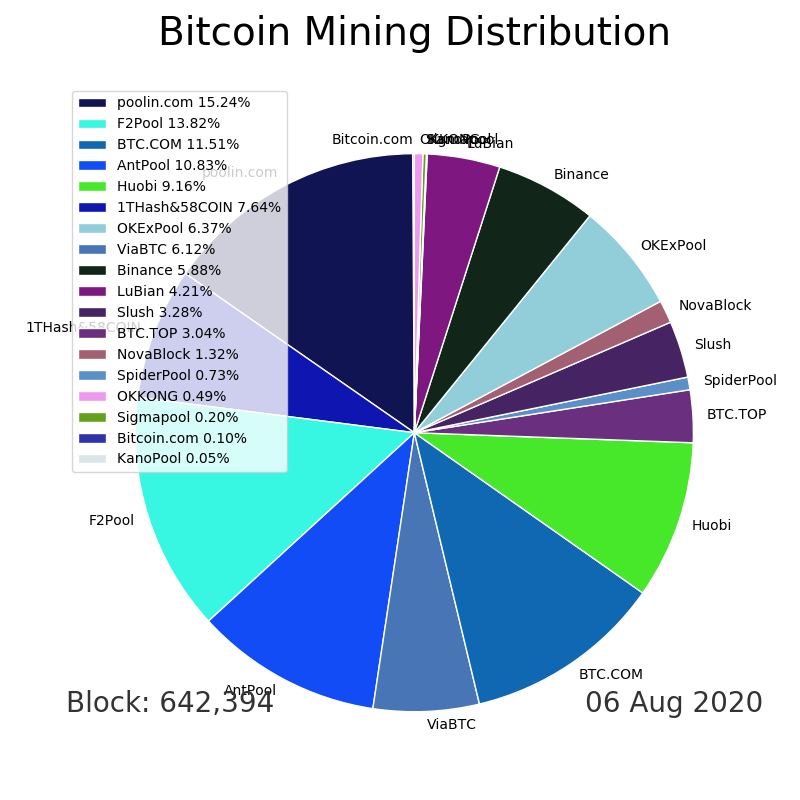 Bitcoin Mining Distribution
poolin.com 15.24%
F2Pool 13.82%
BTC.COM 11.51%
AntPool 10.83%
Huobi 9.16%
1THash&58COIN 7.64%
OKExPool 6.37%
ViaBTC 6.12%
Binance 5.88%
LuBian 4.21%
Slush 3.28%
BTC.TOP 3.04%
NovaBlock 1.32%
SpiderPool 0.73%
OKKONG 0.49%
Sigmapool 0.20%
Bitcoin.com 0.10%
KanoPool 0.05%
Bitcoin.com
LuBian
Binance
poolin.com
OKExPool
NovaBlock
1THash&58COIN
Slush
SpiderPool
BTC.TOP
F2Pool
Huobi
BTC.COM
AntPool
ViaBTC
Block: 642,394
06 Aug 2020